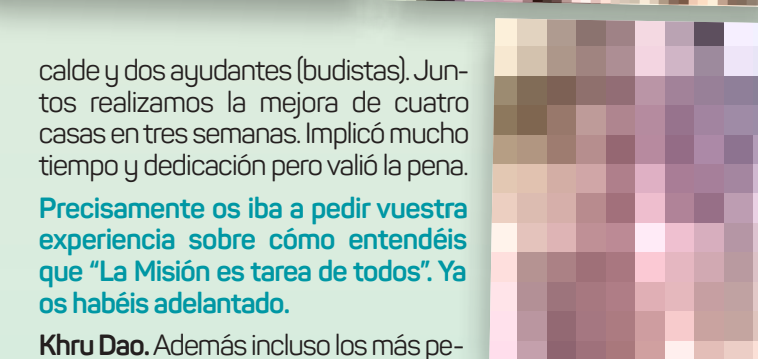 calde y dos ayudantes (budistas). Jun-
tos realizamos la mejora de cuatro
casas en tres semanas. Implicó mucho
tiempo y dedicación pero valió la pena.
Precisamente os iba a pedir vuestra
experiencia sobre cómo entendéis
que “La Misión es tarea de todos”. Ya
os habéis adelantado.
Khru Dao. Además incluso los más pe-